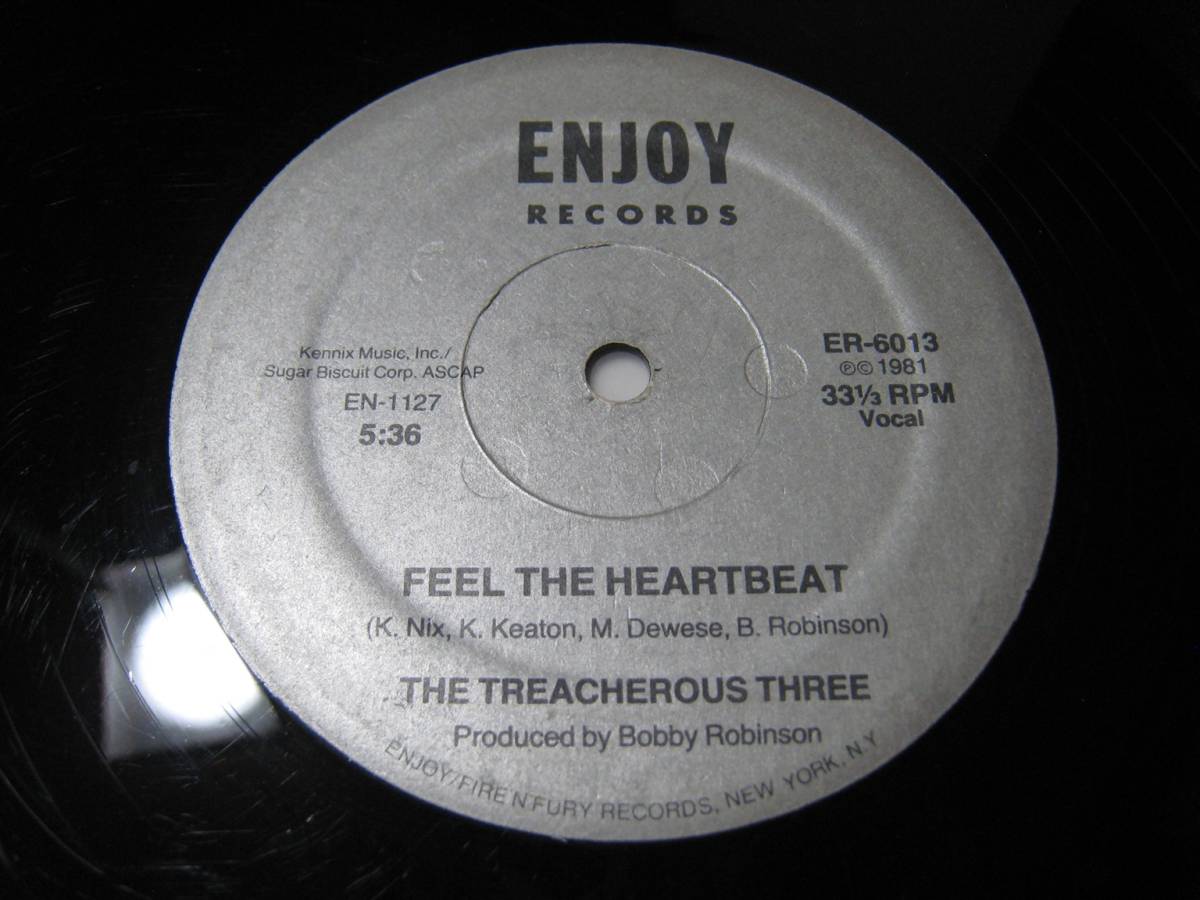 ENJOY
RECORDS
Kennix Music, Inc./
Sugar Biscuit Corp. ASCAP
EN-1127
5:36
ER-6013
℗© 1981
33⅓ RPM
Vocal
FEEL THE HEARTBEAT
(K. Nix, K. Keaton, M. Dewese, B. Robinson)
THE TREACHEROUS THREE
Produced by Bobby Robinson
ENJOY/FIRE N FURY RECORDS, NEW YORK, N Y